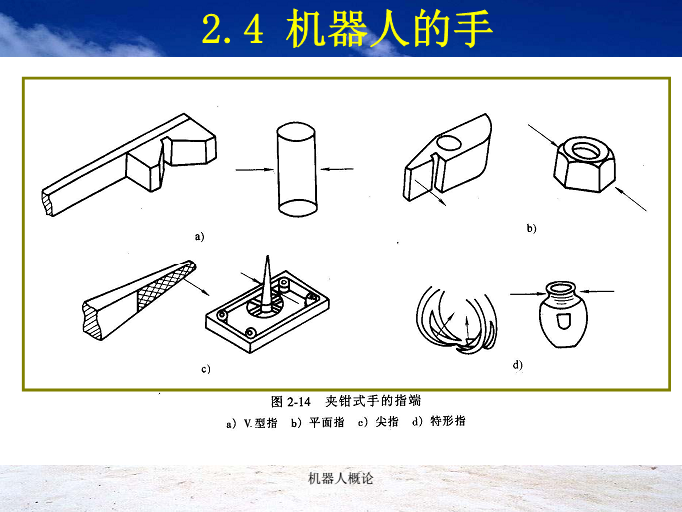 2.4 机器人的手
a)
b)
c)
d)
图 2-14 夹钳式手的指端
a) V.型指 b) 平面指 c) 尖指 d) 特形指
机器人概论